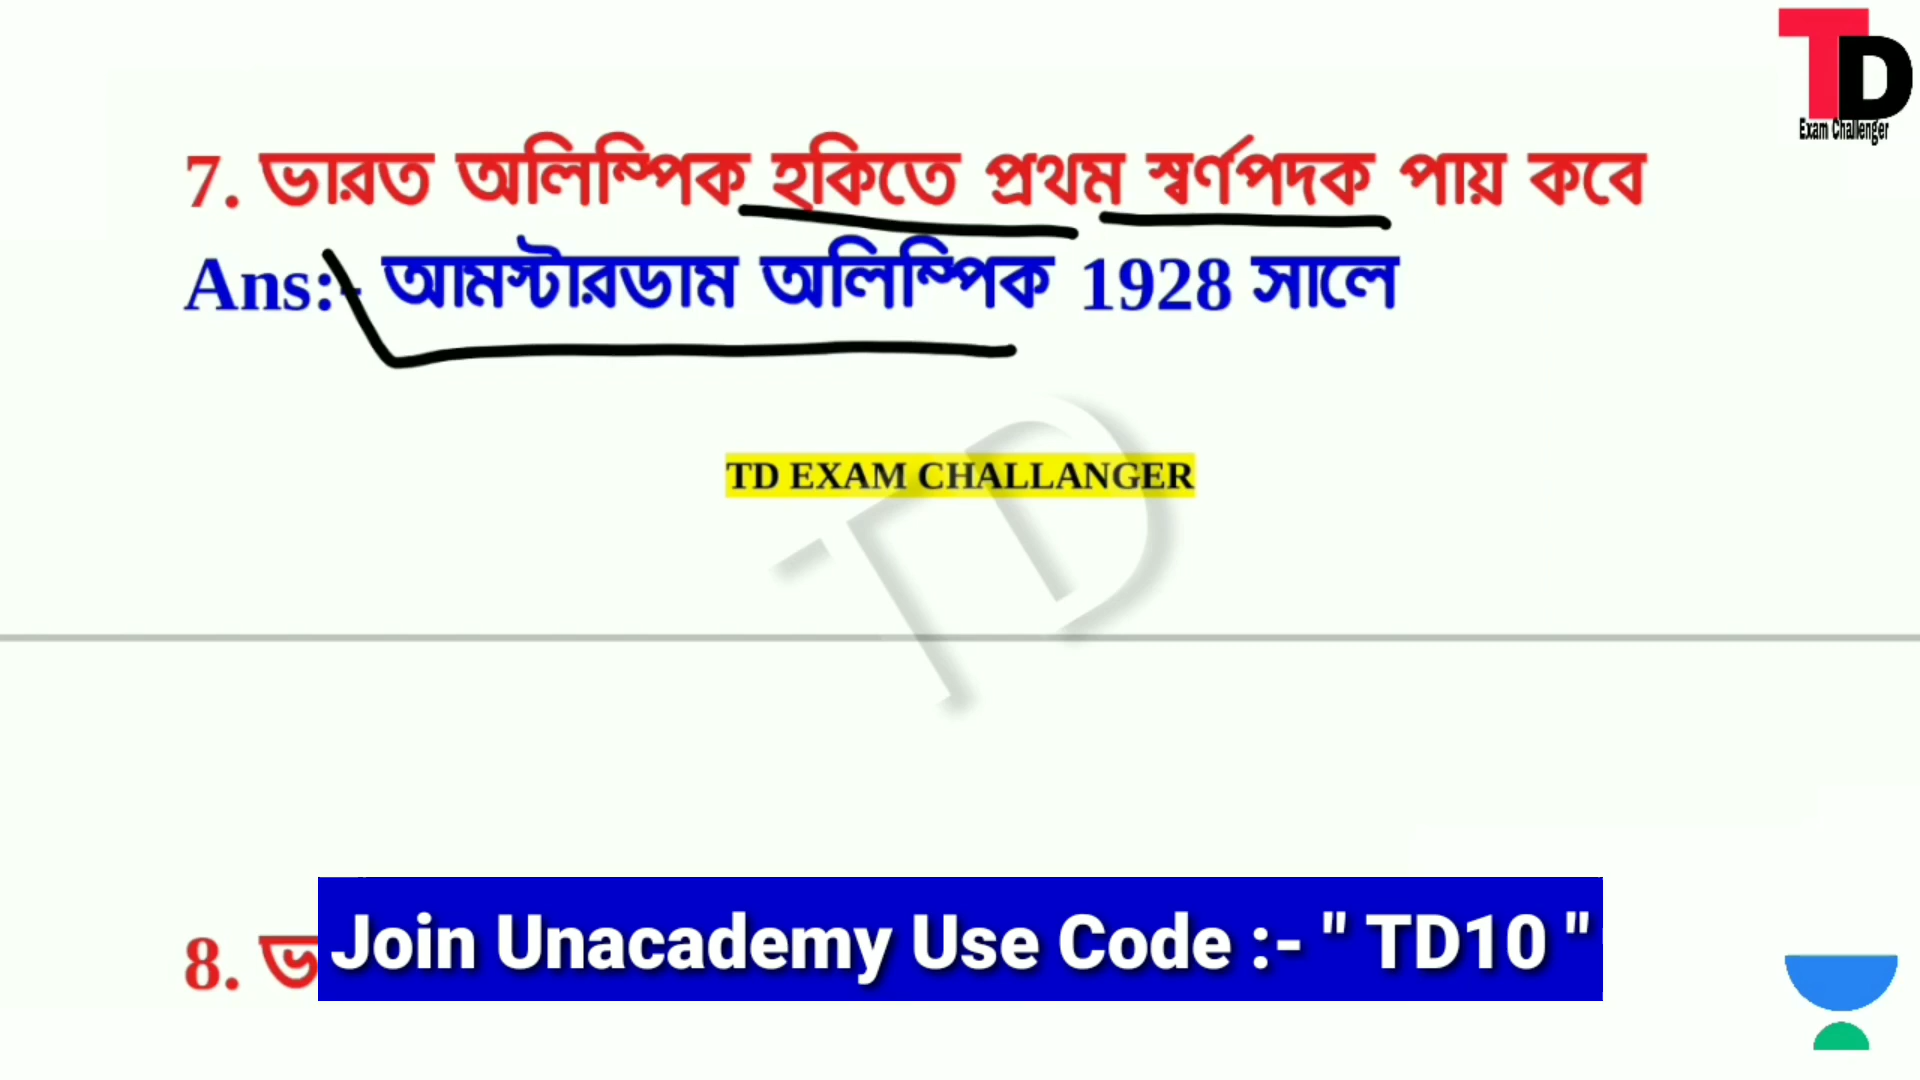 TD
Exam Challenger
7. ভারত অলিম্পিক হকিতে প্রথম স্বর্ণপদক পায় কবে
Ans:- আমস্টারডাম অলিম্পিক 1928 সালে
TD EXAM CHALLANGER
TD
8. ভ
Join Unacademy Use Code :- " TD10 "